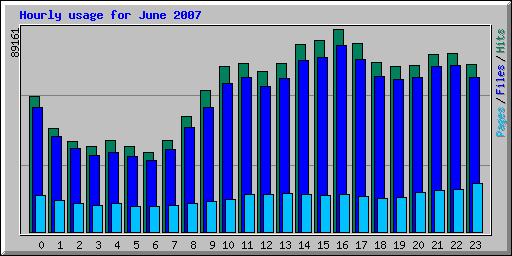 Hourly usage for June 2007
89161
Pages/Files/Hits
0 1 2 3 4 5 6 7 8 9 10 11 12 13 14 15 16 17 18 19 20 21 22 23